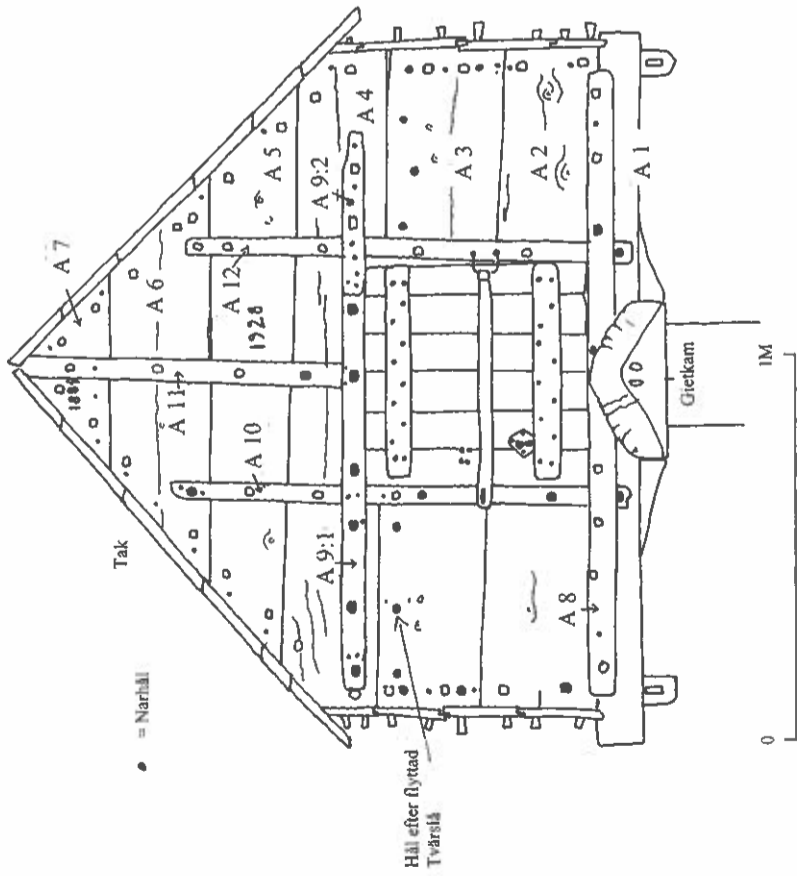 Tak
• = Narhål
A 7
1884
A 6
A 11
A 12
1928
A 10
A 5
A 9:2
A 4
A 9:1
A 3
A 2
A 8
A 1
Hål efter flyttad
Tvärslå
Gietkam
0
1M